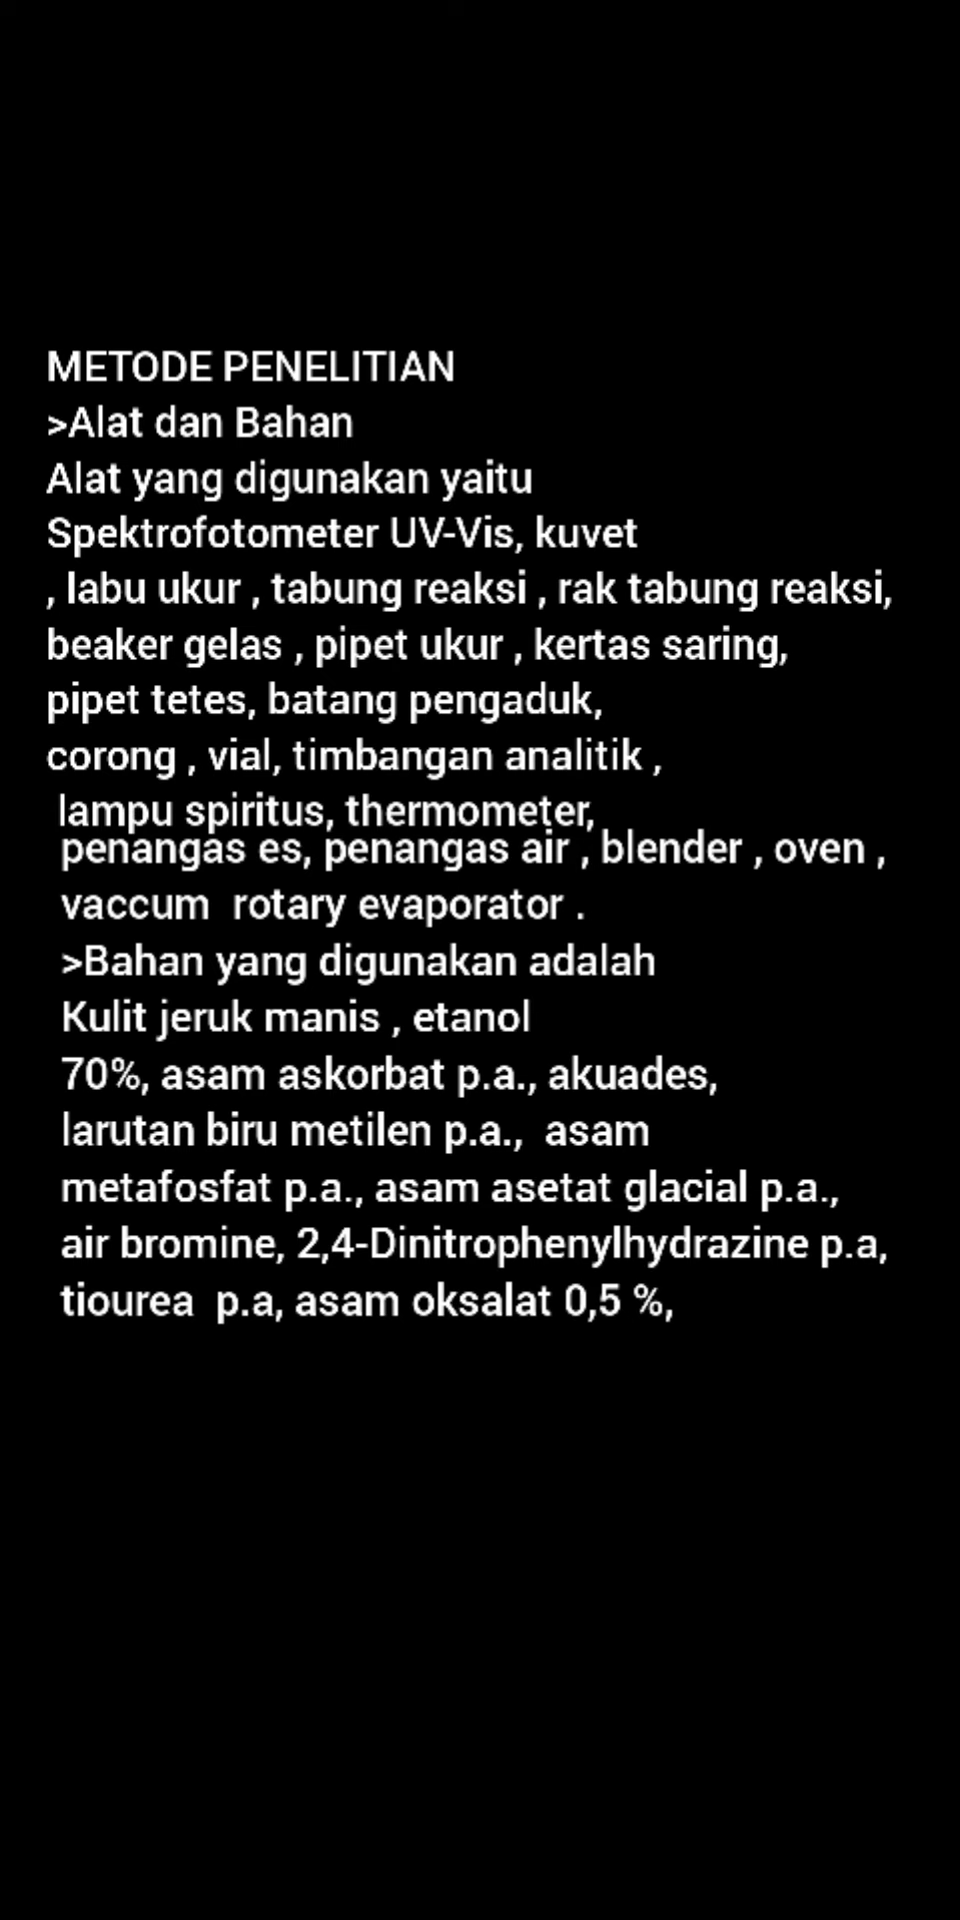 METODE PENELITIAN
>Alat dan Bahan
Alat yang digunakan yaitu
Spektrofotometer UV-Vis, kuvet
, labu ukur , tabung reaksi , rak tabung reaksi,
beaker gelas , pipet ukur , kertas saring,
pipet tetes, batang pengaduk,
corong , vial, timbangan analitik ,
lampu spiritus, thermometer,
penangas es, penangas air , blender , oven ,
vaccum  rotary evaporator .
>Bahan yang digunakan adalah
Kulit jeruk manis , etanol
70%, asam askorbat p.a., akuades,
larutan biru metilen p.a.,  asam
metafosfat p.a., asam asetat glacial p.a.,
air bromine, 2,4-Dinitrophenylhydrazine p.a,
tiourea  p.a, asam oksalat 0,5 %,